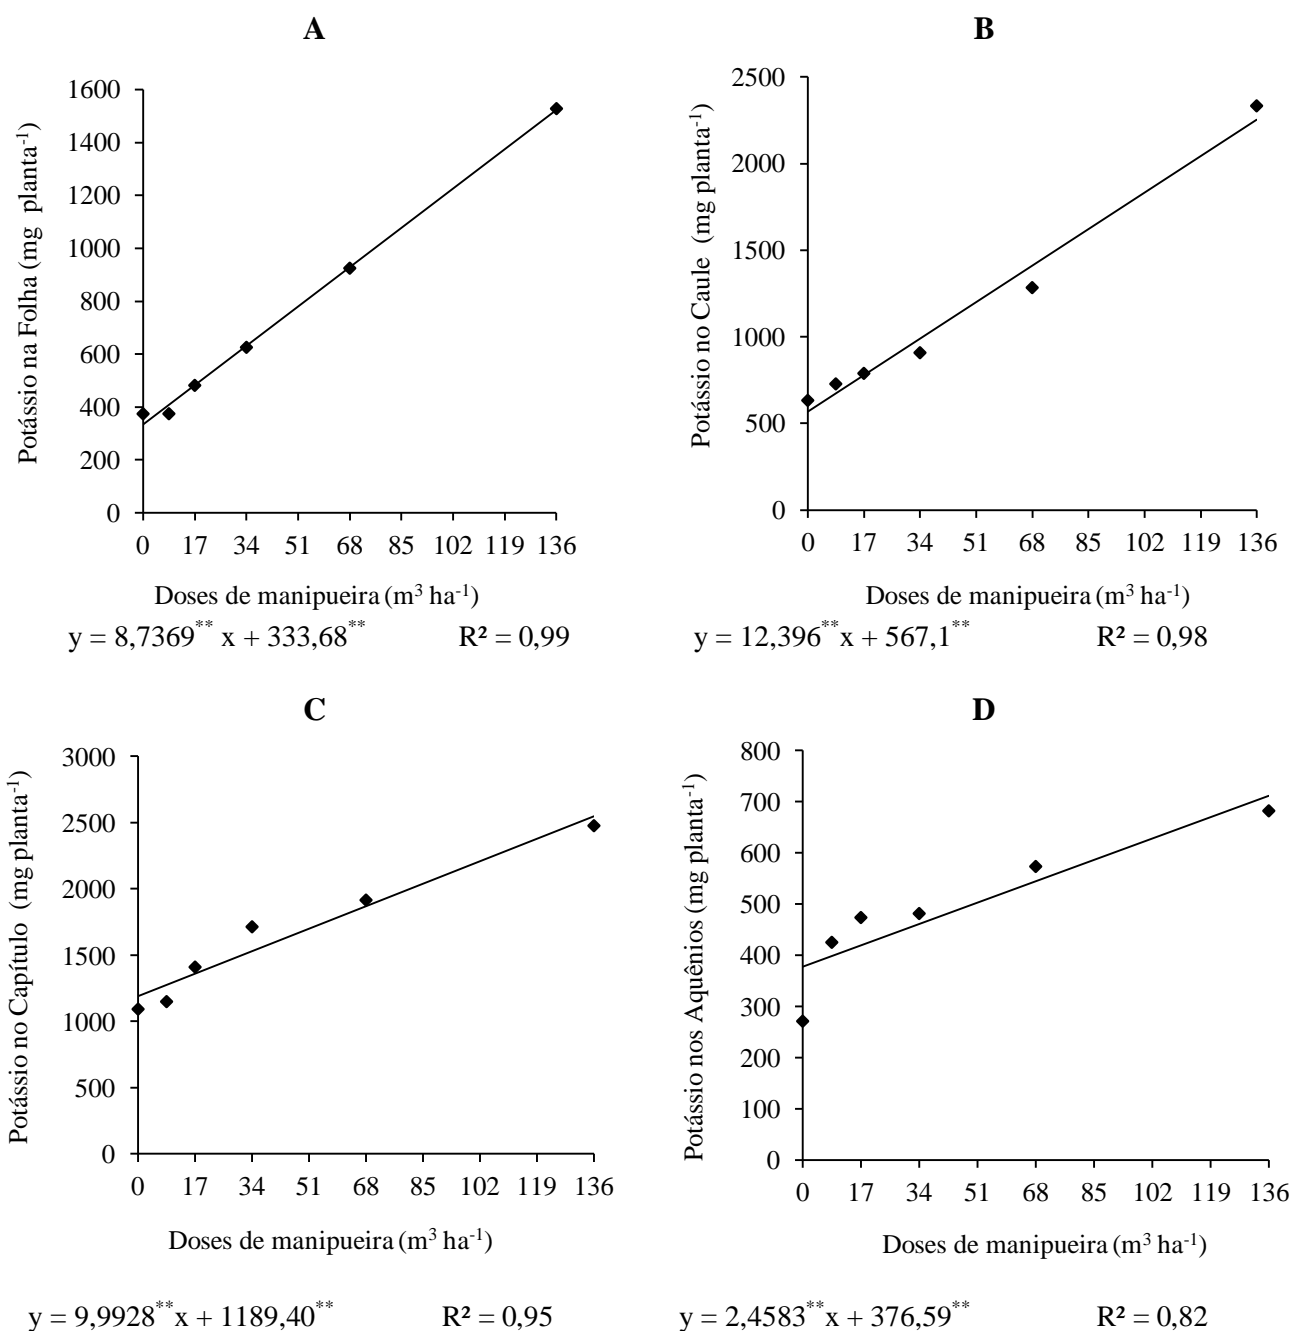 A
Potássio na Folha (mg planta⁻¹)
1600
1400
1200
1000
800
600
400
200
0
0 17 34 51 68 85 102 119 136
Doses de manipueira (m³ ha⁻¹)
y = 8,7369** x + 333,68** R² = 0,99
B
Potássio no Caule (mg planta⁻¹)
2500
2000
1500
1000
500
0
0 17 34 51 68 85 102 119 136
Doses de manipueira (m³ ha⁻¹)
y = 12,396**x + 567,1** R² = 0,98
C
Potássio no Capítulo (mg planta⁻¹)
3000
2500
2000
1500
1000
500
0
0 17 34 51 68 85 102 119 136
Doses de manipueira (m³ ha⁻¹)
y = 9,9928**x + 1189,40** R² = 0,95
D
Potássio nos Aquênios (mg planta⁻¹)
800
700
600
500
400
300
200
100
0
0 17 34 51 68 85 102 119 136
Doses de manipueira (m³ ha⁻¹)
y = 2,4583**x + 376,59** R² = 0,82